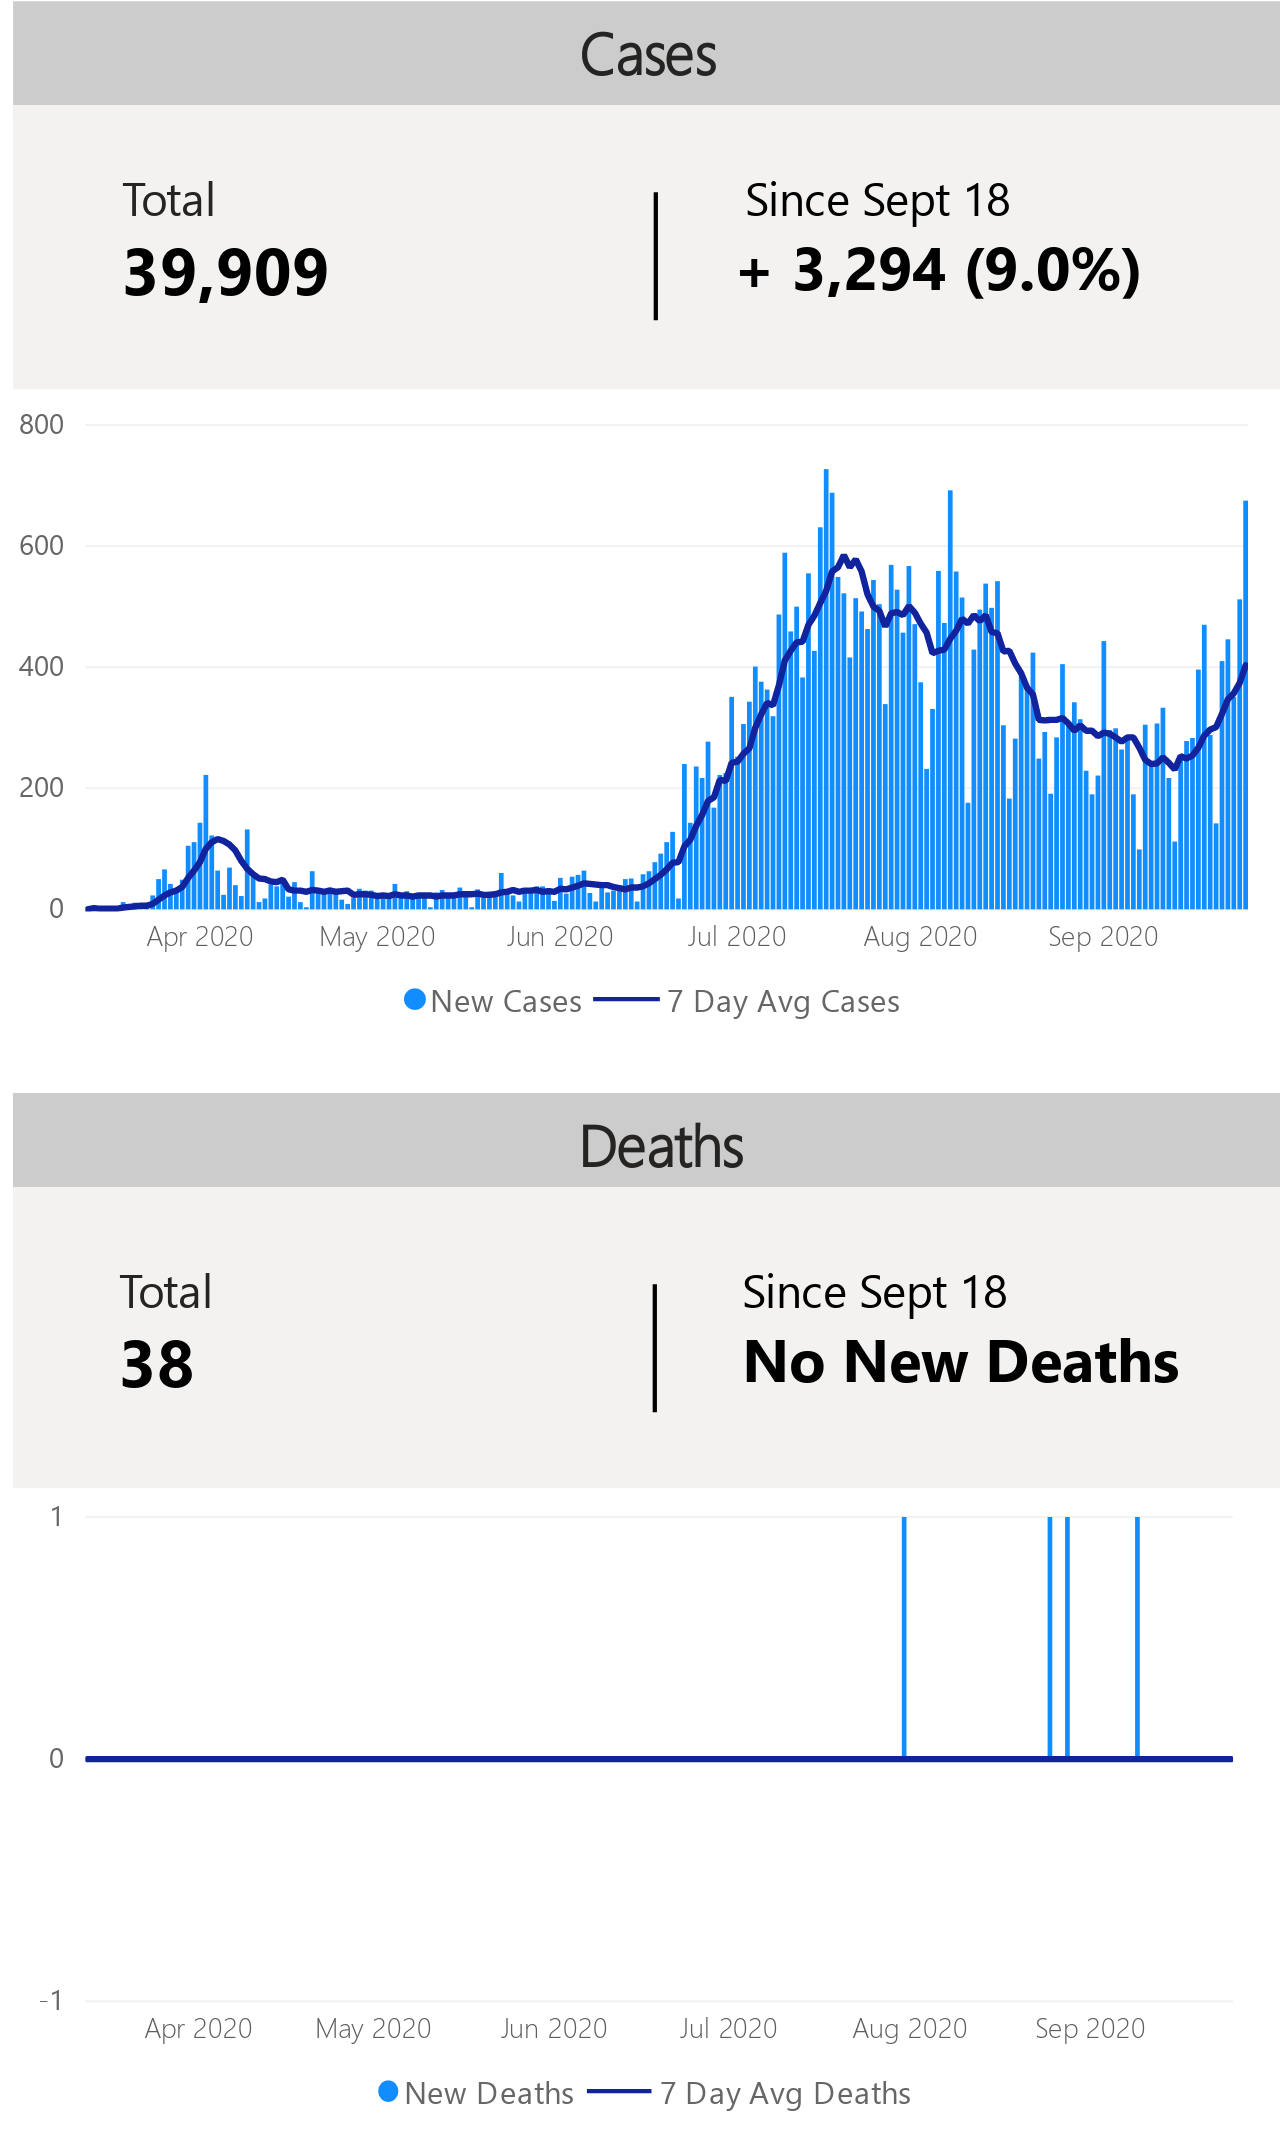 Cases
Total
Since Sept 18
39,909
+ 3,294 (9.0%)
800
600
400
200
0
Apr 2020 May 2020 Jun 2020 Jul 2020 Aug 2020 Sep 2020
New Cases 7 Day Avg Cases
Deaths
Total
Since Sept 18
38
No New Deaths
1
0
-1
Apr 2020 May 2020 Jun 2020 Jul 2020 Aug 2020 Sep 2020
New Deaths 7 Day Avg Deaths